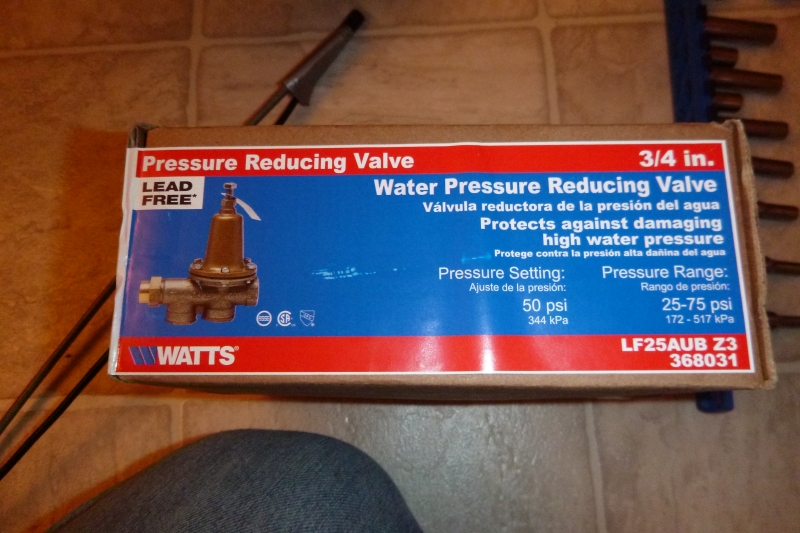 Pressure Reducing Valve 3/4 in.
LEAD
FREE*
Water Pressure Reducing Valve
Válvula reductora de la presión del agua
Protects against damaging
high water pressure
Protege contra la presión alta dañina del agua
Pressure Setting:
Ajuste de la presión:
50 psi
344 kPa
Pressure Range:
Rango de presión:
25-75 psi
172 - 517 kPa
WATTS®
LF25AUB Z3
368031